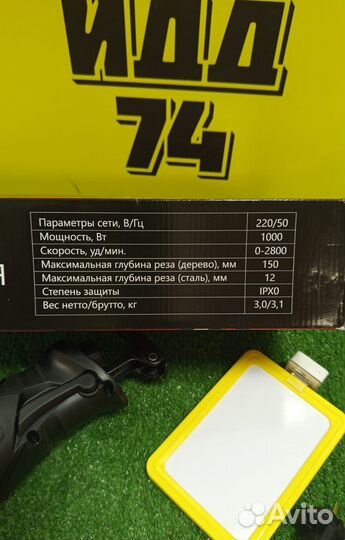 ЙДД
74
Параметры сети, В/Гц 220/50
Мощность, Вт 1000
Скорость, уд/мин. 0-2800
Максимальная глубина реза (дерево), мм 150
Максимальная глубина реза (сталь), мм 12
Степень защиты IPX0
Вес нетто/брутто, кг 3,0/3,1
Я
Avito